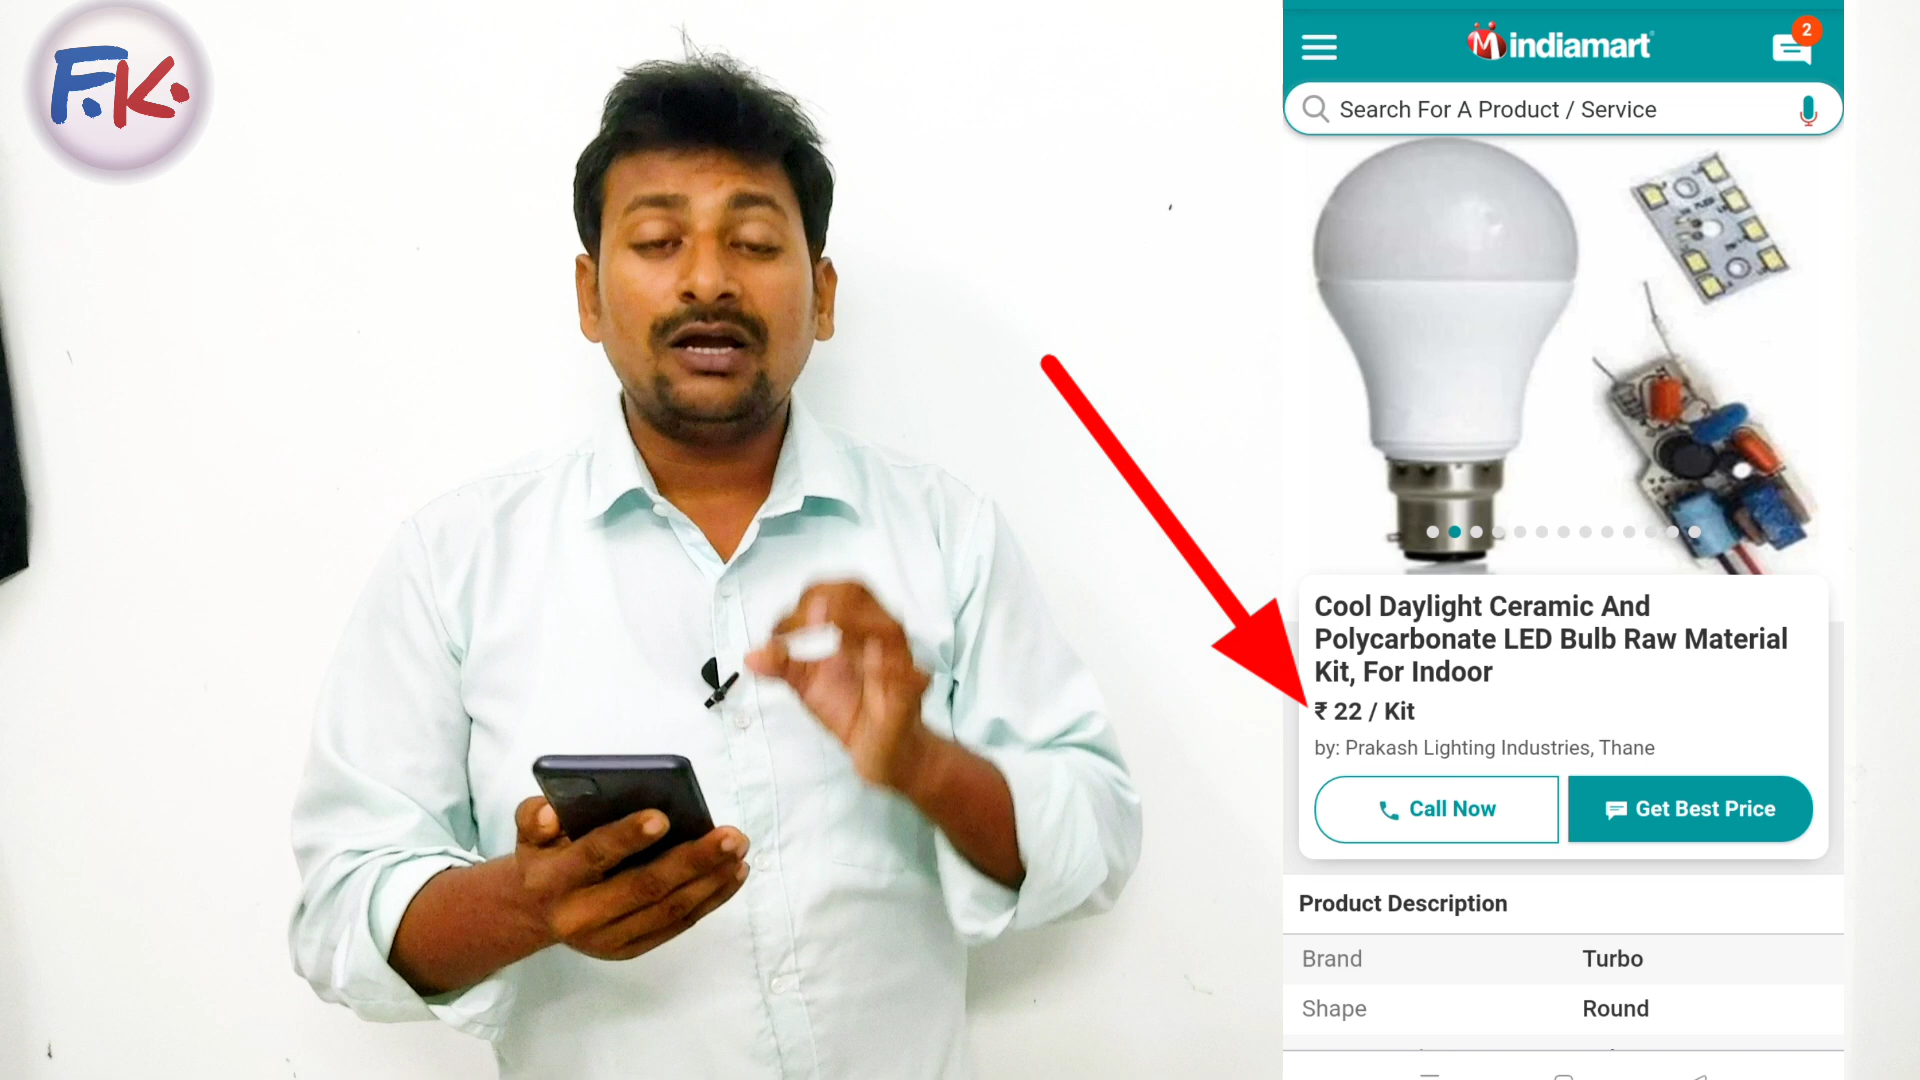 F.K.
indiamart
2
Search For A Product / Service
Cool Daylight Ceramic And
Polycarbonate LED Bulb Raw Material
Kit, For Indoor
₹ 22 / Kit
by: Prakash Lighting Industries, Thane
Call Now
Get Best Price
Product Description
Brand Turbo
Shape Round